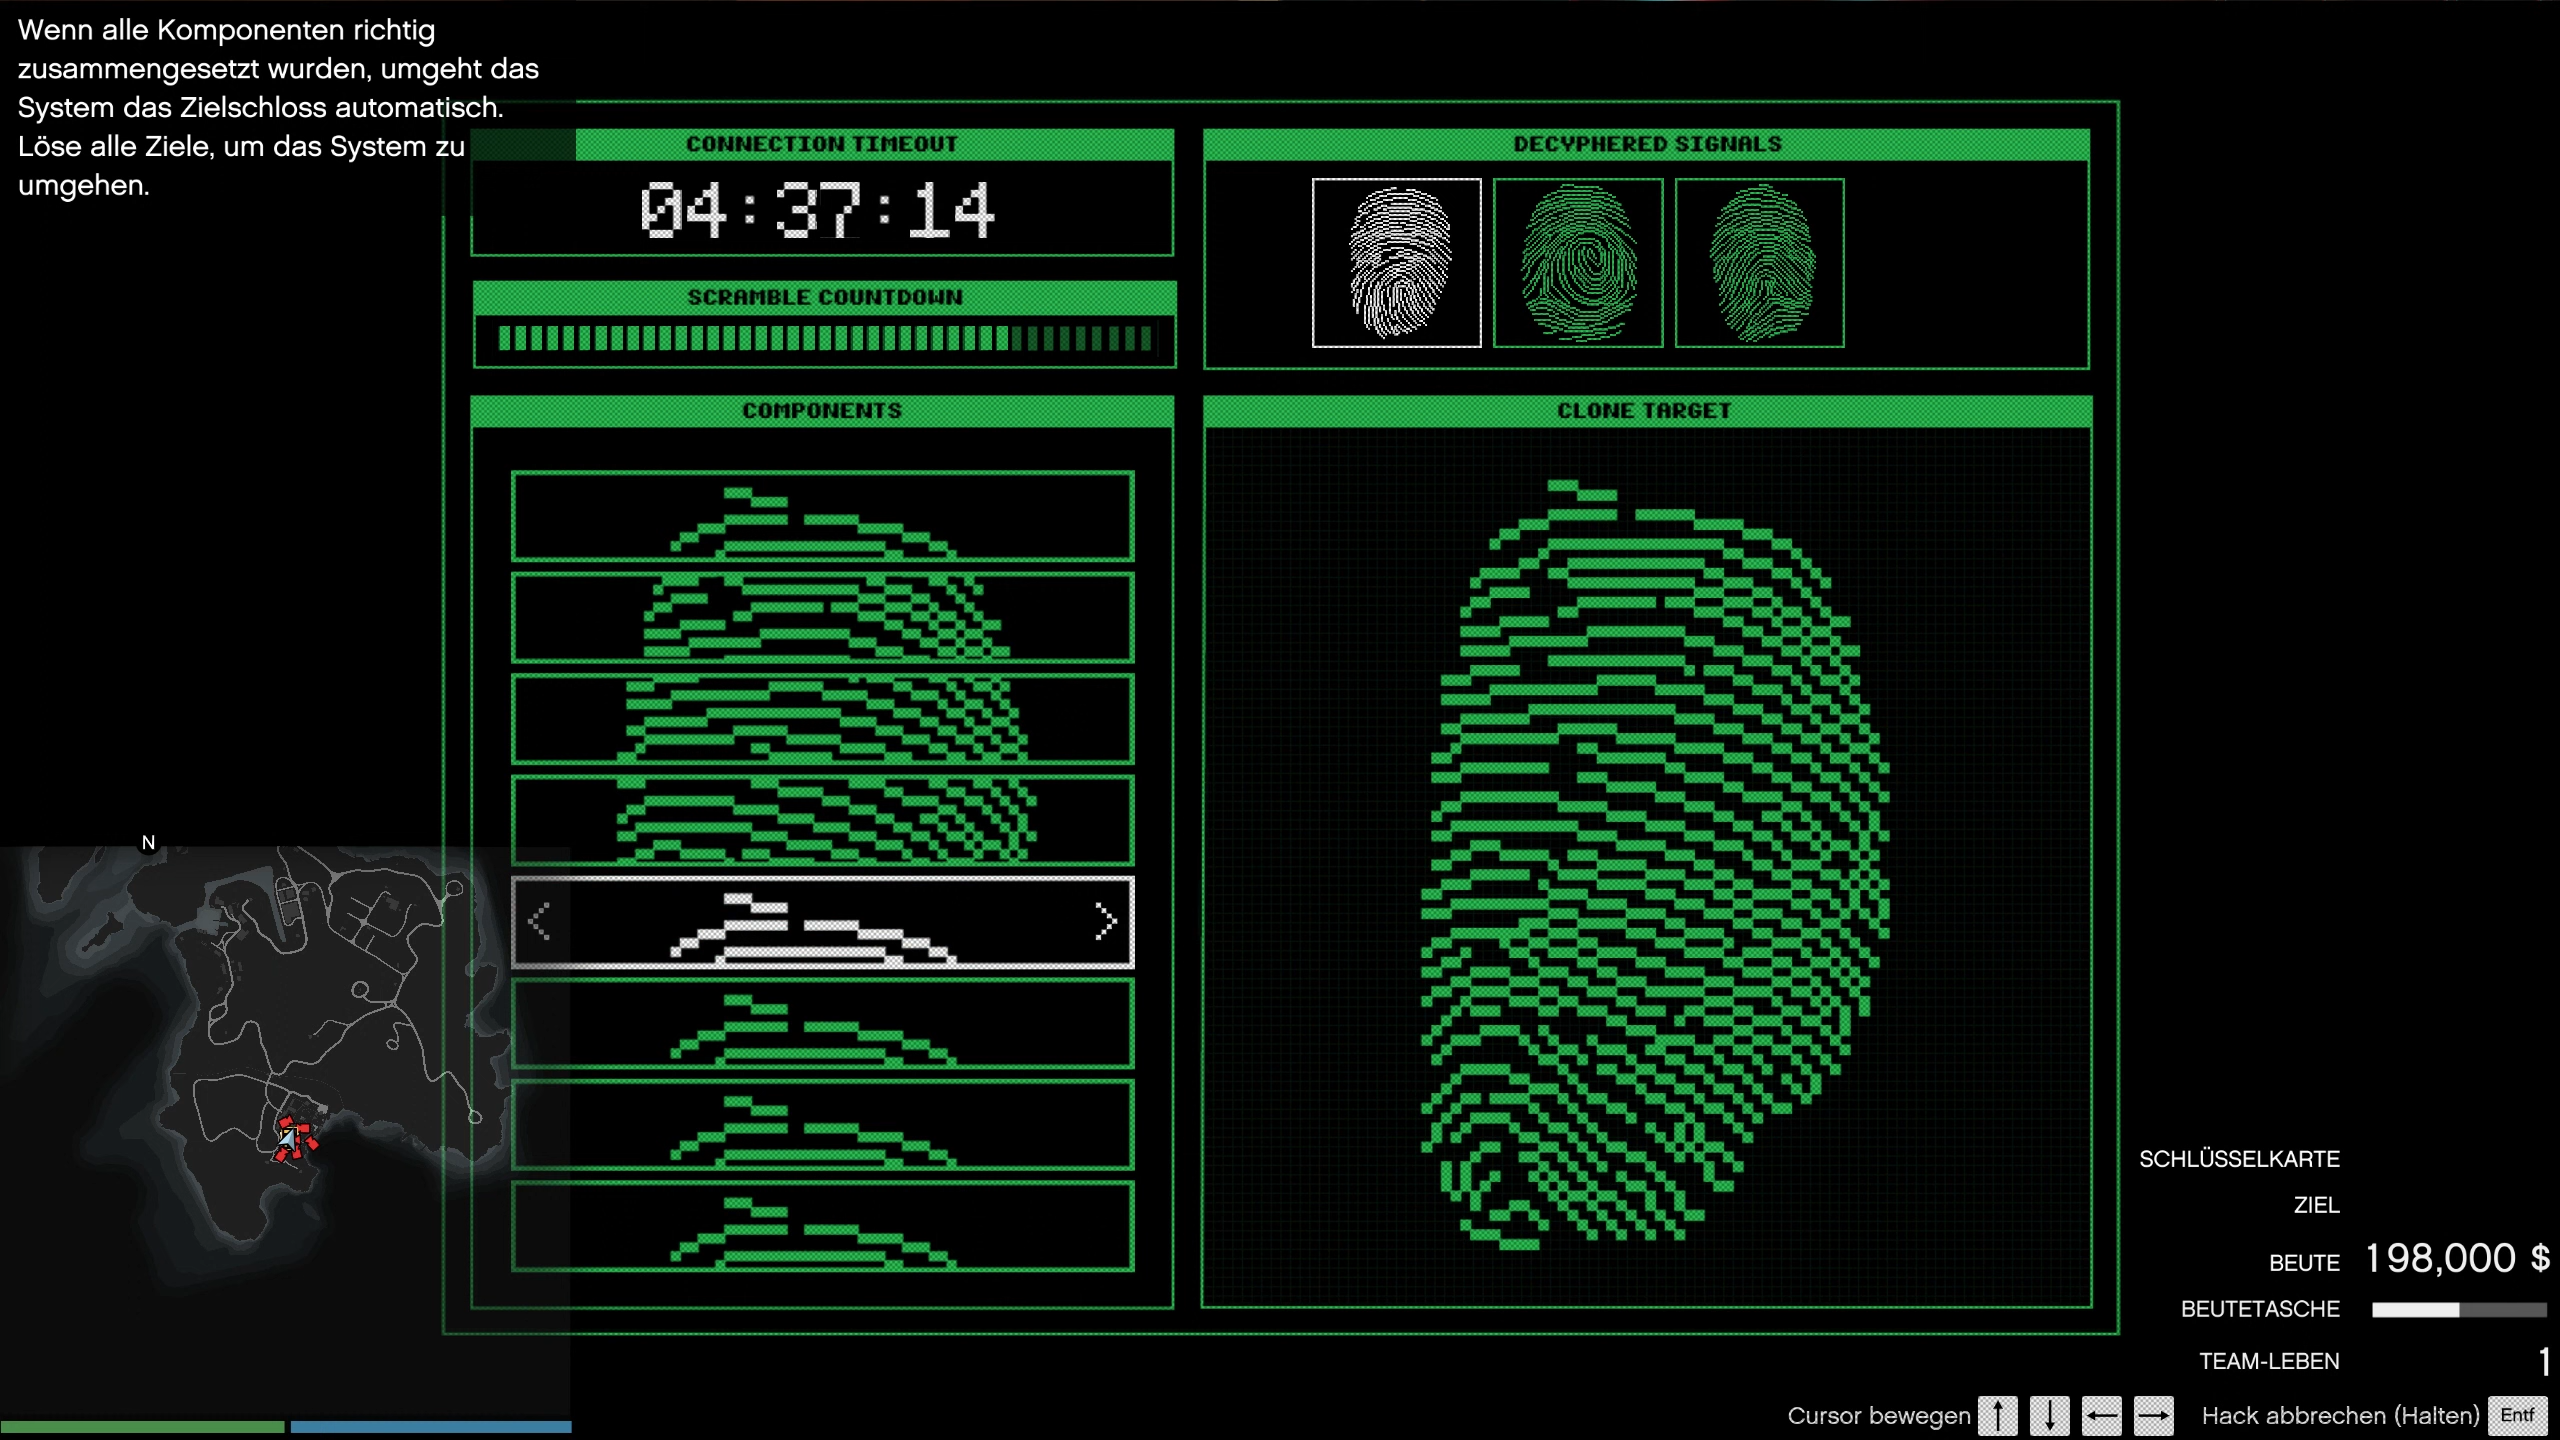 Wenn alle Komponenten richtig
zusammengesetzt wurden, umgeht das
System das Zielschloss automatisch.
Löse alle Ziele, um das System zu
umgehen.
CONNECTION TIMEOUT
04:37:14
DECYPHERED SIGNALS
SCRAMBLE COUNTDOWN
COMPONENTS
CLONE TARGET
N
SCHLÜSSELKARTE
ZIEL
BEUTE 198,000 $
BEUTETASCHE
TEAM-LEBEN 1
Cursor bewegen ↑ ↓ ← → Hack abbrechen (Halten) Entf